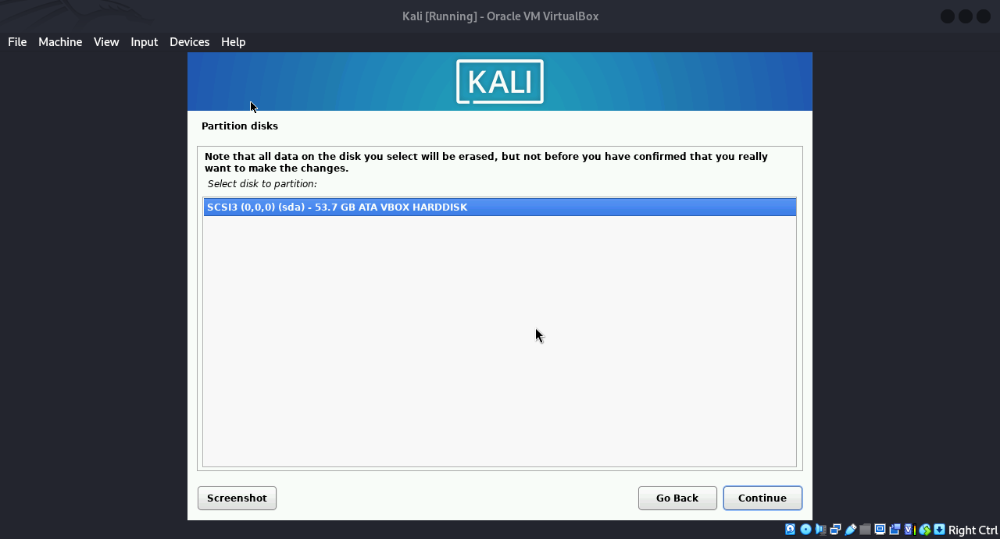 Kali [Running] - Oracle VM VirtualBox
File Machine View Input Devices Help
KALI
Partition disks
Note that all data on the disk you select will be erased, but not before you have confirmed that you really
want to make the changes.
Select disk to partition:
SCSI3 (0,0,0) (sda) - 53.7 GB ATA VBOX HARDDISK
Screenshot Go Back Continue
Right Ctrl